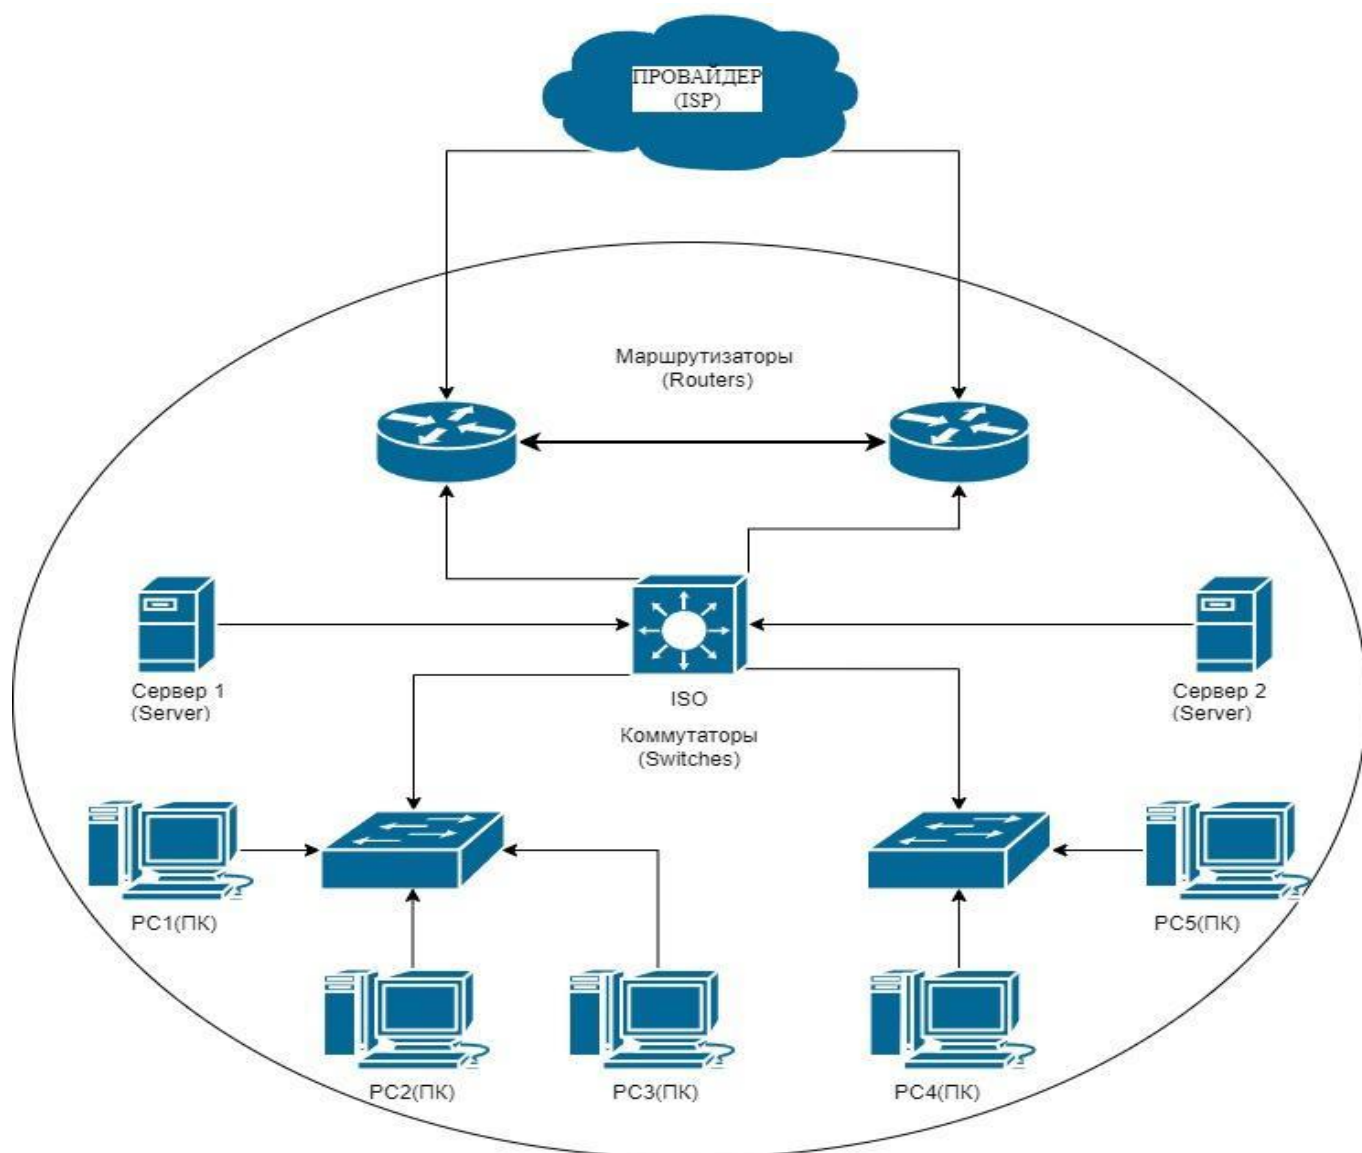 ПРОВАЙДЕР
(ISP)
Маршрутизаторы
(Routers)
Сервер 1
(Server)
ISO
Сервер 2
(Server)
Коммутаторы
(Switches)
PC1(ПК)
PC5(ПК)
PC2(ПК)
PC3(ПК)
PC4(ПК)